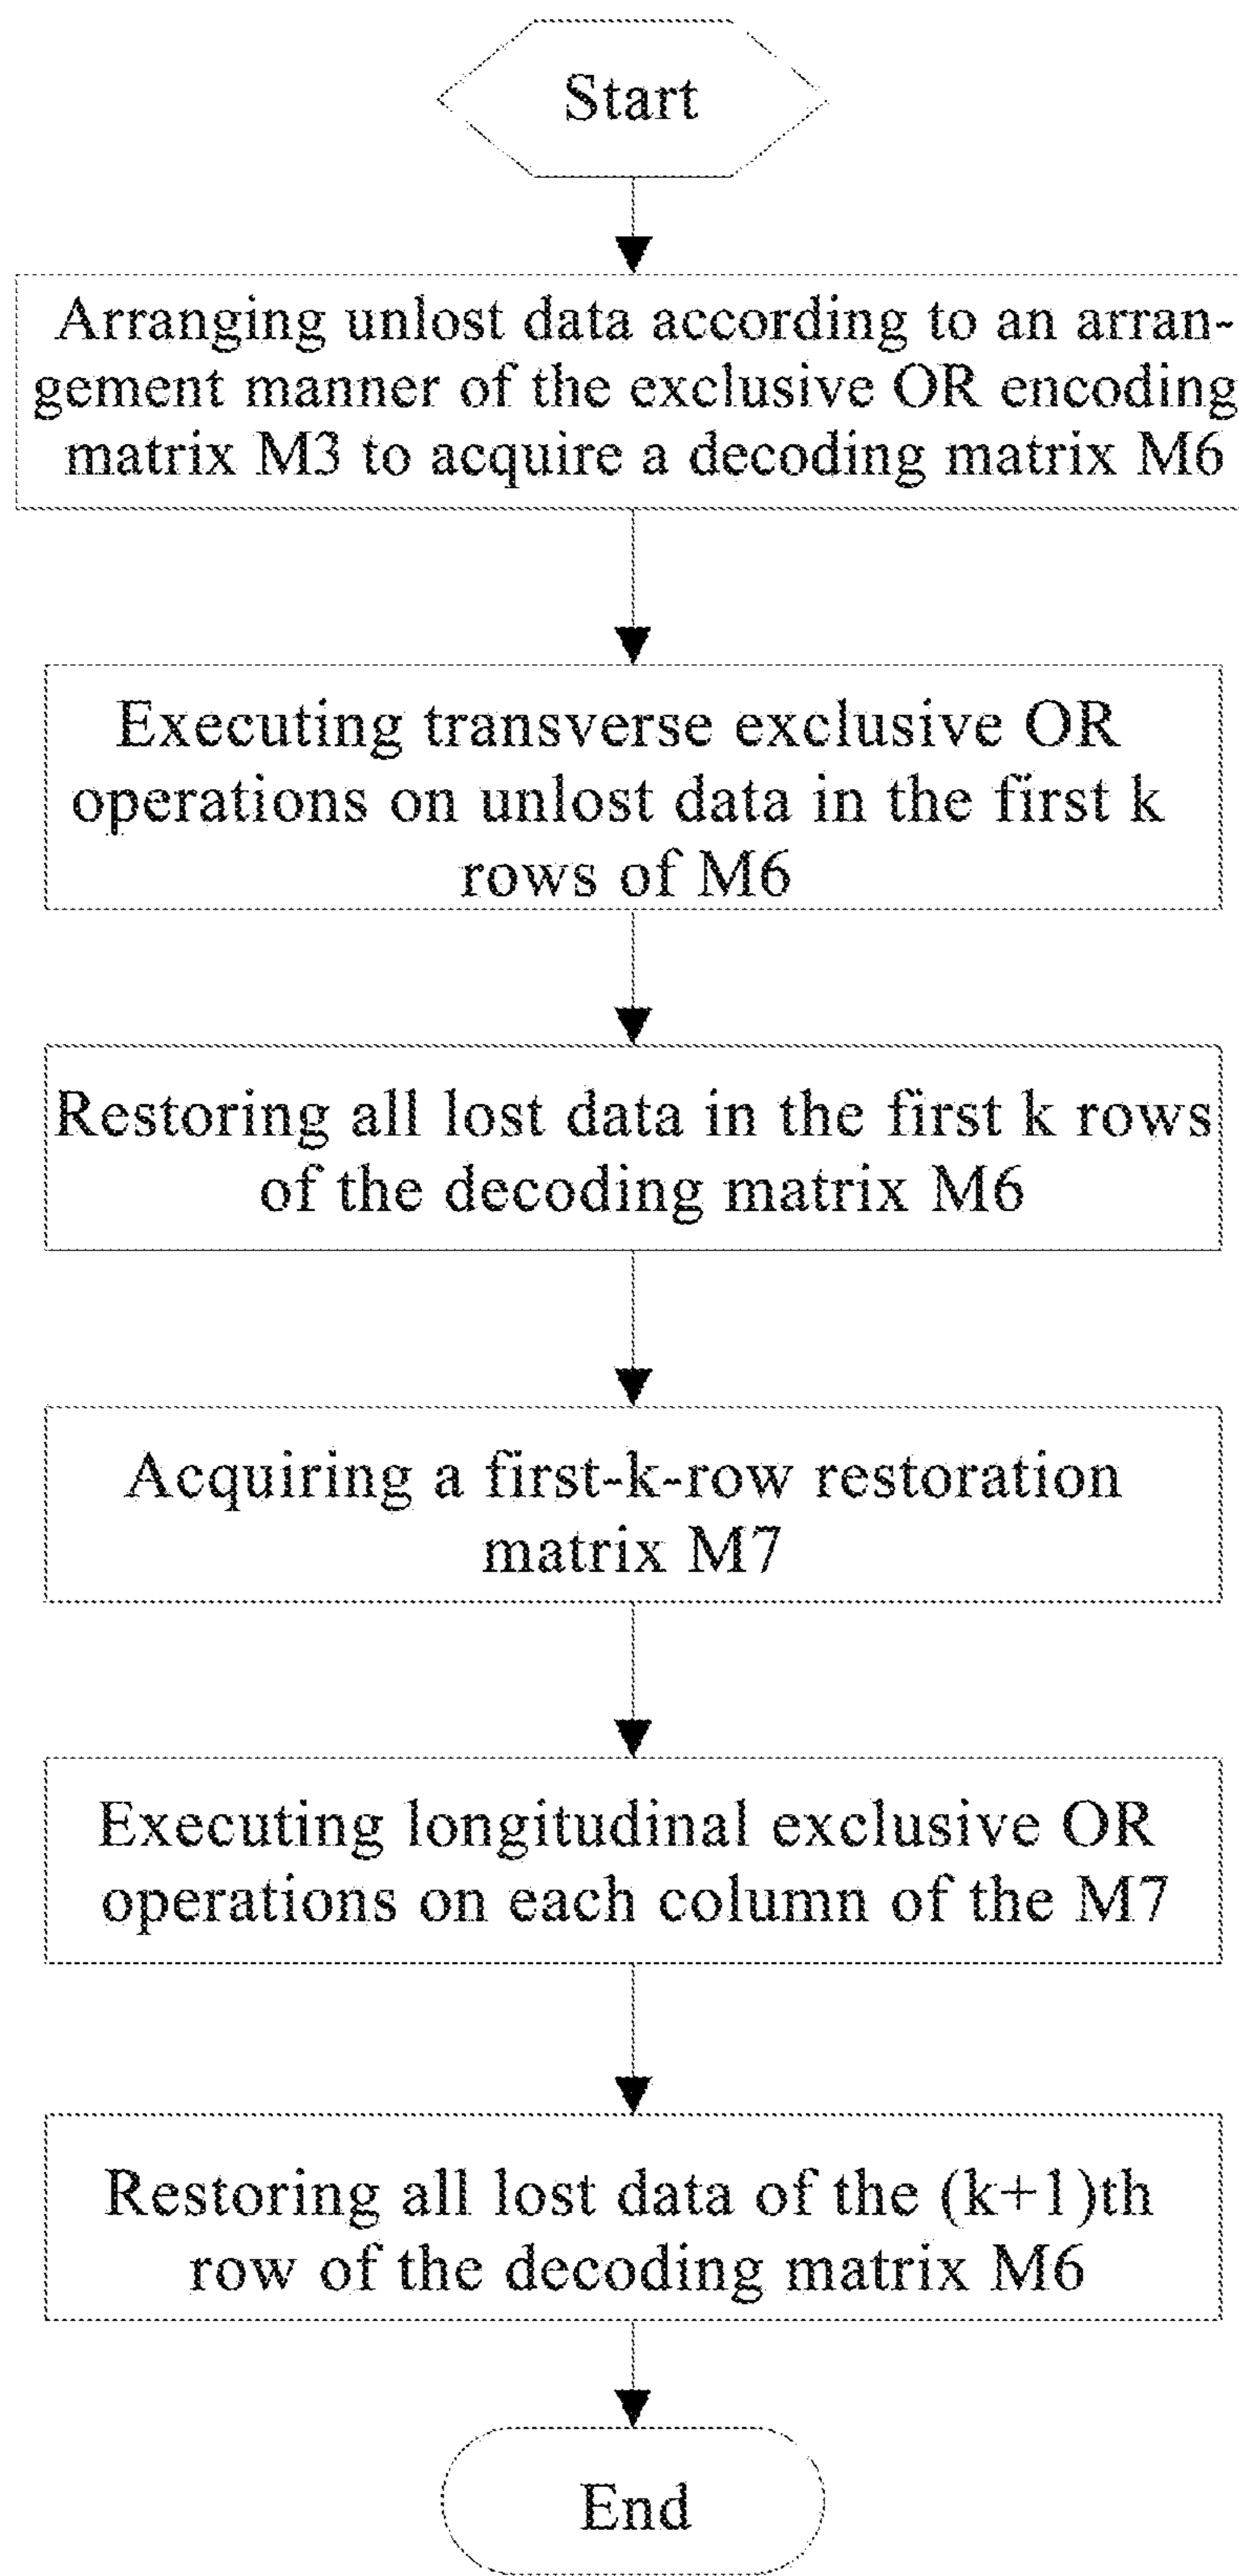 Start
Arranging unlost data according to an arran-
gement manner of the exclusive OR encoding
matrix M3 to acquire a decoding matrix M6
Executing transverse exclusive OR
operations on unlost data in the first k
rows of M6
Restoring all lost data in the first k rows
of the decoding matrix M6
Acquiring a first-k-row restoration
matrix M7
Executing longitudinal exclusive OR
operations on each column of the M7
Restoring all lost data of the (k+1)th
row of the decoding matrix M6
End